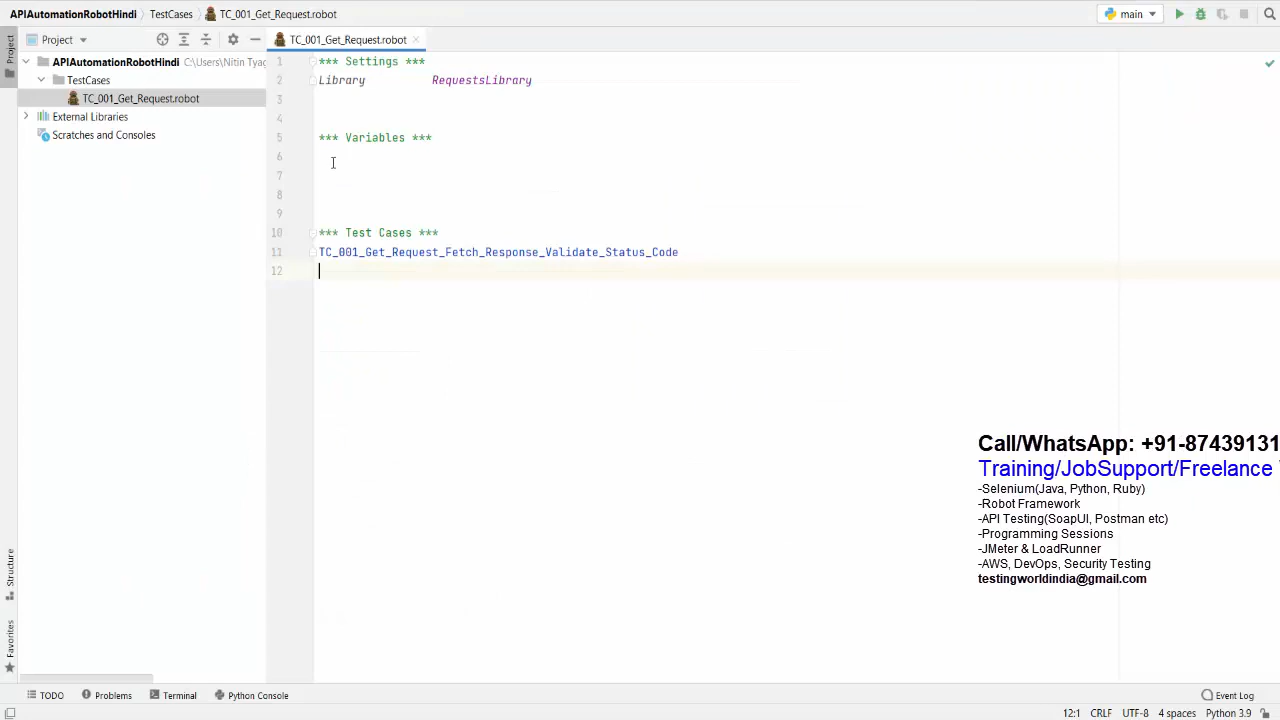 APIAutomationRobotHindi TestCases TC_001_Get_Request.robot main
Project TC_001_Get_Request.robot
Project
APIAutomationRobotHindi C:\Users\Nitin Tyag
TestCases
TC_001_Get_Request.robot
External Libraries
Scratches and Consoles
1 *** Settings ***
2 Library RequestsLibrary
3
4
5 *** Variables ***
6
7
8
9
10 *** Test Cases ***
11 TC_001_Get_Request_Fetch_Response_Validate_Status_Code
12
Call/WhatsApp: +91-87439131
Training/JobSupport/Freelance
-Selenium(Java, Python, Ruby)
-Robot Framework
-API Testing(SoapUI, Postman etc)
-Programming Sessions
-JMeter & LoadRunner
-AWS, DevOps, Security Testing
testingworldindia@gmail.com
Structure
Favorites
TODO Problems Terminal Python Console Event Log
12:1 CRLF UTF-8 4 spaces Python 3.9